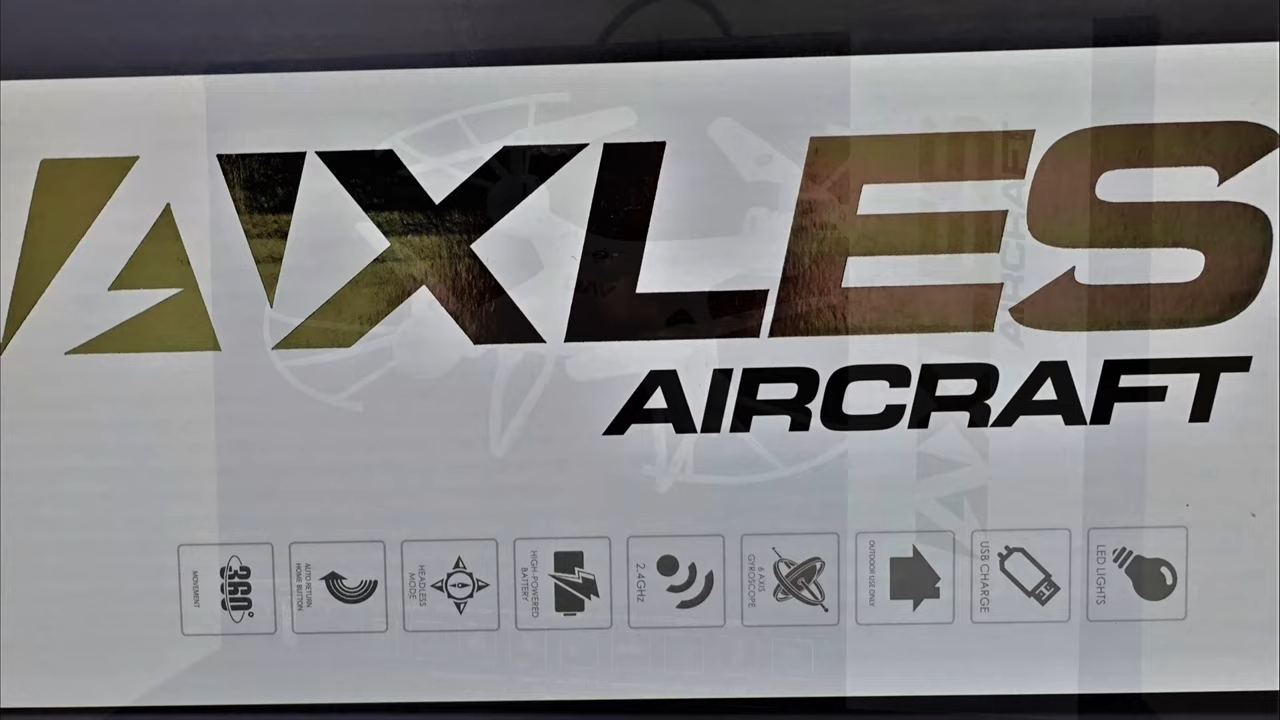 AXLES
AIRCRAFT
360°
MOVEMENT
AUTO RETURN
HOME BUTTON
HEADLESS
MODE
HIGH-POWERED
BATTERY
2.4GHz
6 AXIS
GYROSCOPE
OUTDOOR USE ONLY
USB CHARGE
LED LIGHTS
AIRCRAFT